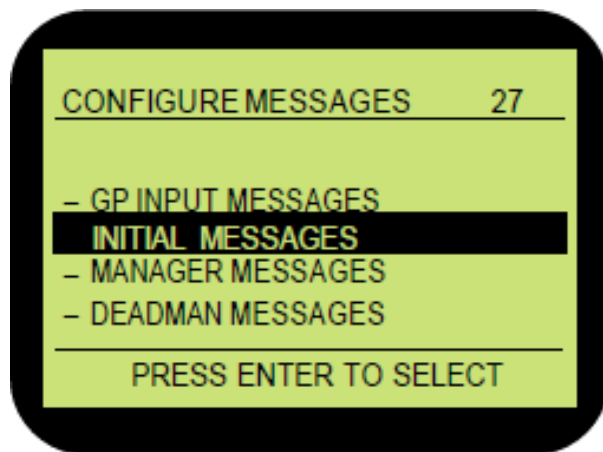 CONFIGURE MESSAGES 27
– GP INPUT MESSAGES
INITIAL MESSAGES
– MANAGER MESSAGES
– DEADMAN MESSAGES
PRESS ENTER TO SELECT